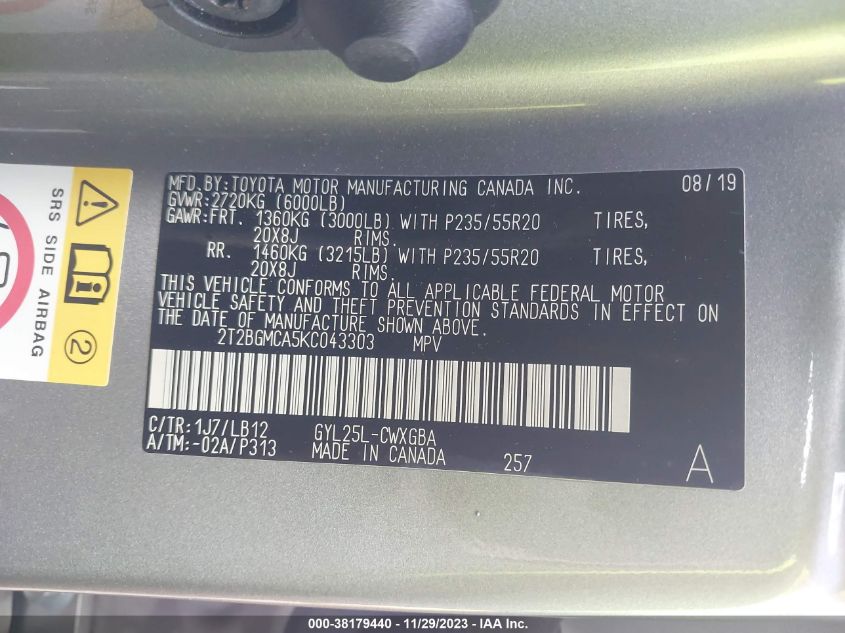 MFD.BY:TOYOTA MOTOR MANUFACTURING CANADA INC. 08/19
GVWR:2720KG (6000LB)
GAWR:FRT. 1360KG (3000LB) WITH P235/55R20 TIRES,
20X8J RIMS.
RR. 1460KG (3215LB) WITH P235/55R20 TIRES,
20X8J RIMS.
THIS VEHICLE CONFORMS TO ALL APPLICABLE FEDERAL MOTOR
VEHICLE SAFETY AND THEFT PREVENTION STANDARDS IN EFFECT ON
THE DATE OF MANUFACTURE SHOWN ABOVE.
2T2BGMCA5KC043303 MPV
C/TR:1J7/LB12 GYL25L-CWXGBA
A/TM:-02A/P313 MADE IN CANADA 257 A
SRS SIDE AIRBAG
2
000-38179440 - 11/29/2023 - IAA Inc.